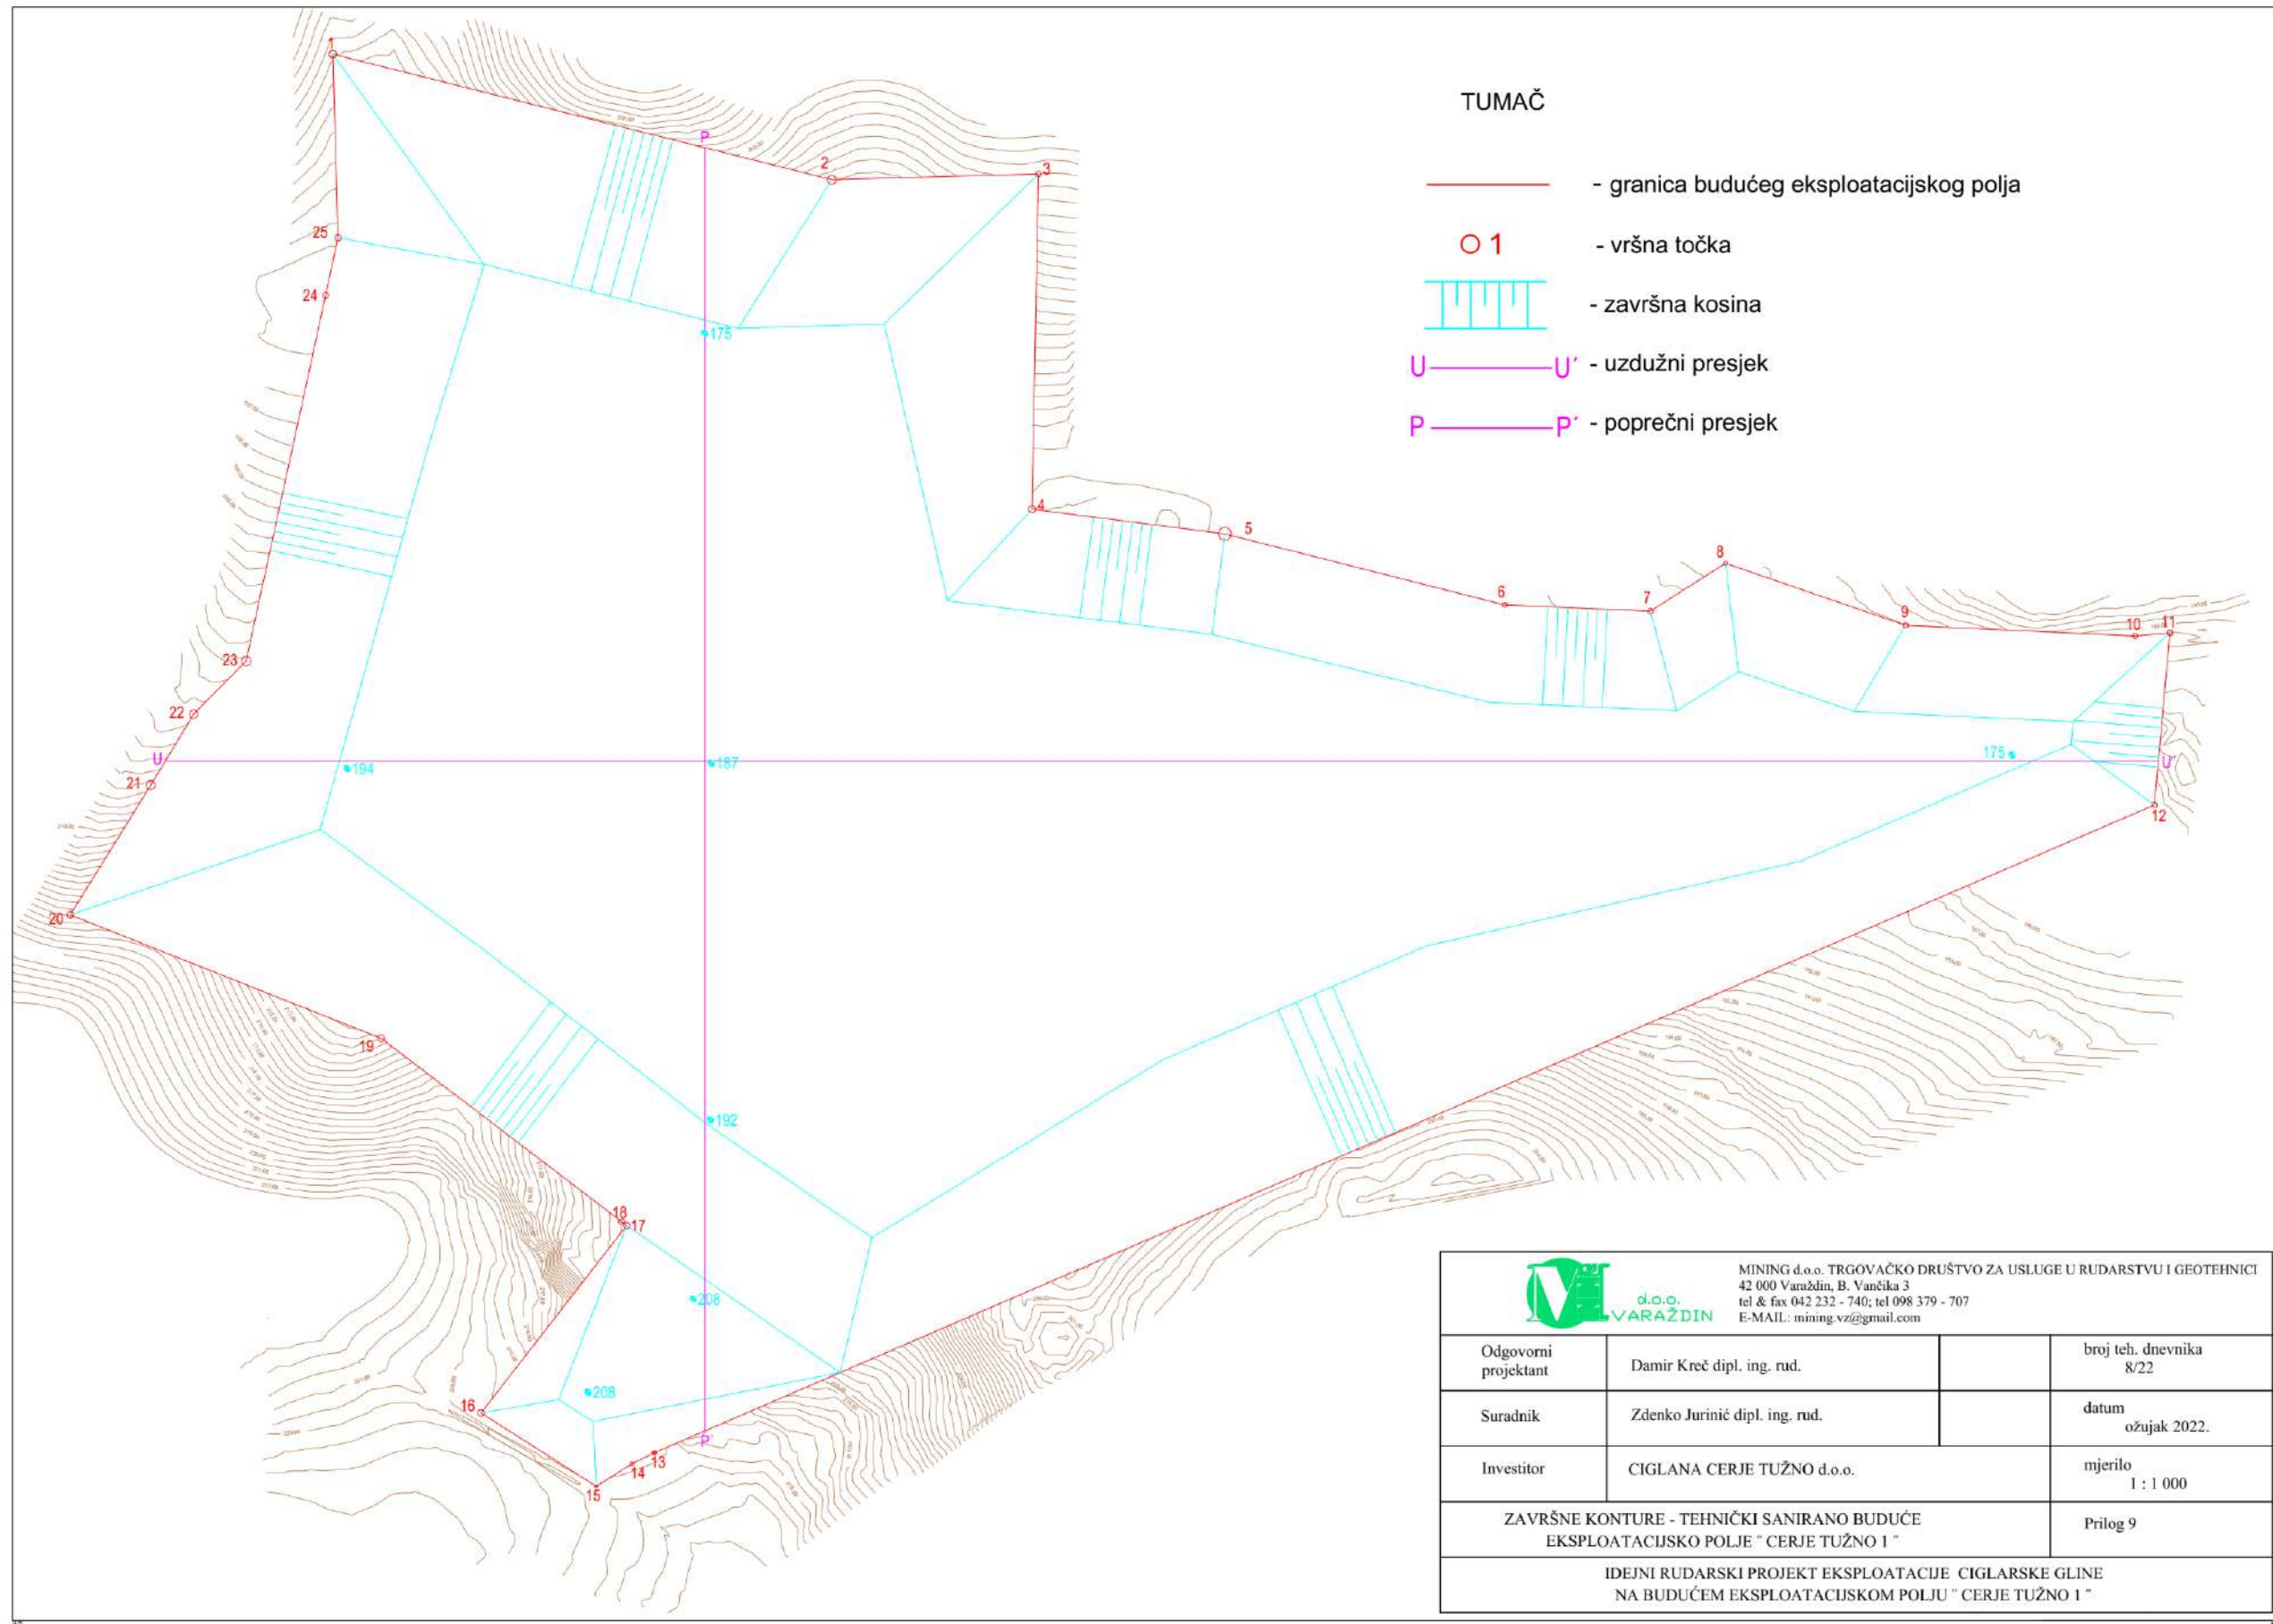 1
P
2
3
25
24
175
4
5
6
7
8
9
10
11
23
22
U
21
194
187
175
U´
12
20
19
192
18
17
208
208
16
P´
13
14
15
TUMAČ
- granica budućeg eksploatacijskog polja
1 - vršna točka
- završna kosina
U U´ - uzdužni presjek
P P´ - poprečni presjek
d.o.o.
VARAŽDIN
MINING d.o.o. TRGOVAČKO DRUŠTVO ZA USLUGE U RUDARSTVU I GEOTEHNICI
42 000 Varaždin, B. Vančika 3
tel & fax 042 232 - 740; tel 098 379 - 707
E-MAIL: mining.vz@gmail.com
Odgovorni
projektant
Damir Kreč dipl. ing. rud.
broj teh. dnevnika
8/22
Suradnik
Zdenko Jurinić dipl. ing. rud.
datum
ožujak 2022.
Investitor
CIGLANA CERJE TUŽNO d.o.o.
mjerilo
1 : 1 000
ZAVRŠNE KONTURE - TEHNIČKI SANIRANO BUDUĆE
EKSPLOATACIJSKO POLJE " CERJE TUŽNO 1 "
Prilog 9
IDEJNI RUDARSKI PROJEKT EKSPLOATACIJE CIGLARSKE GLINE
NA BUDUĆEM EKSPLOATACIJSKOM POLJU " CERJE TUŽNO 1 "